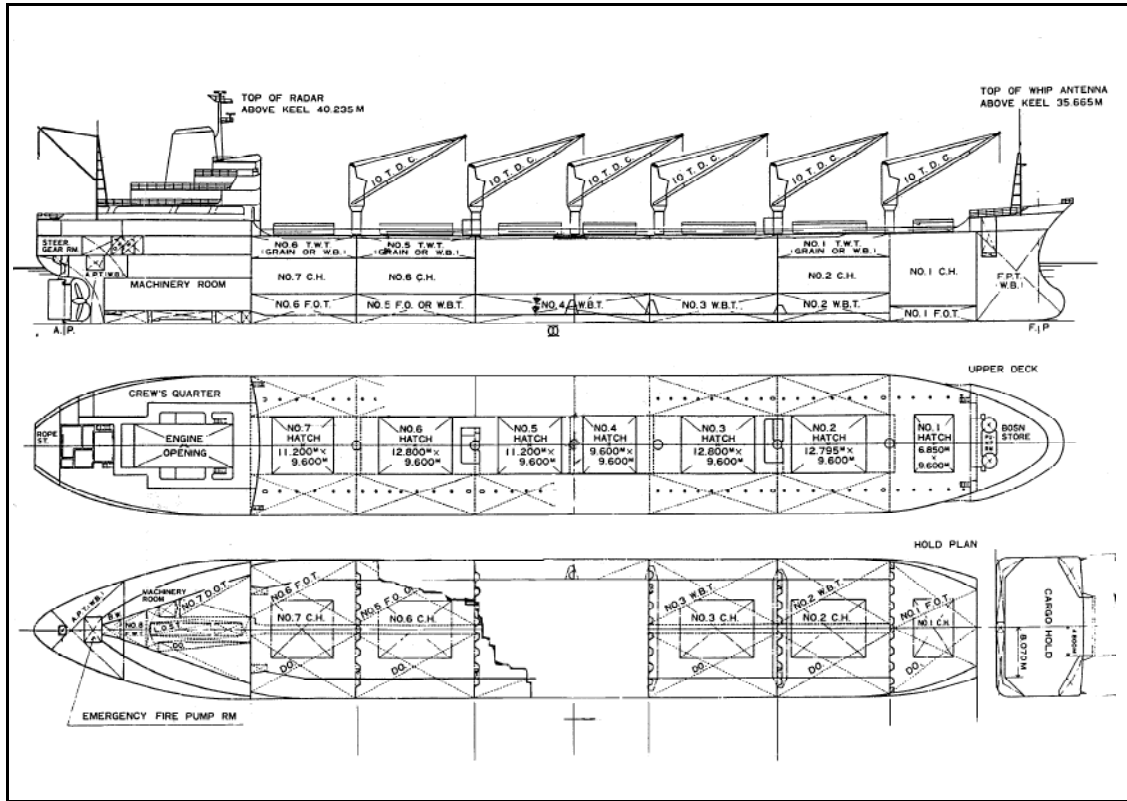 TOP OF RADAR
ABOVE KEEL 40.235 M
TOP OF WHIP ANTENNA
ABOVE KEEL 35.665M
10 T. D. C.
10 T. D. C.
10 T. D. C.
10 T. D. C.
10 T. D. C.
10 T. D. C.
STEER.
GEAR RM.
A.P.T.(W.B.)
MACHINERY ROOM
NO.6 T.W.T.
(GRAIN OR W.B.)
NO.5 T.W.T.
(GRAIN OR W.B.)
NO.1 T.W.T.
(GRAIN OR W.B.)
NO.7 C.H.
NO.6 C.H.
NO.2 C.H.
NO.1 C.H.
F.P.T.
(W.B.)
NO.6 F.O.T.
NO.5 F.O. OR W.B.T.
NO.4 W.B.T.
NO.3 W.B.T.
NO.2 W.B.T.
NO.1 F.O.T.
A. P.
F. P
UPPER DECK
CREW'S QUARTER
ROPE
ST.
ENGINE
OPENING
NO.7
HATCH
11.200M×
9.600M
NO.6
HATCH
12.800M×
9.600M
NO.5
HATCH
11.200M×
9.600M
NO.4
HATCH
9.600M×
9.600M
NO.3
HATCH
12.800M×
9.600M
NO.2
HATCH
12.795M×
9.600M
NO.1
HATCH
6.850M
×
9.600M
BOSN
STORE
HOLD PLAN
A.P.T.(W.B.)
MACHINERY
ROOM
NO.7 D.O.T.
L.O.S.T.
DO.
NO.6 F.O.T.
NO.7 C.H.
DO.
NO.5 F.O.
NO.6 C.H.
DO.
NO.3 W.B.T.
NO.3 C.H.
DO.
NO.2 W.B.T.
NO.2 C.H.
DO.
NO.1 F.O.T.
NO.1 C.H.
DO.
CARGO HOLD
8.070M
EMERGENCY FIRE PUMP RM